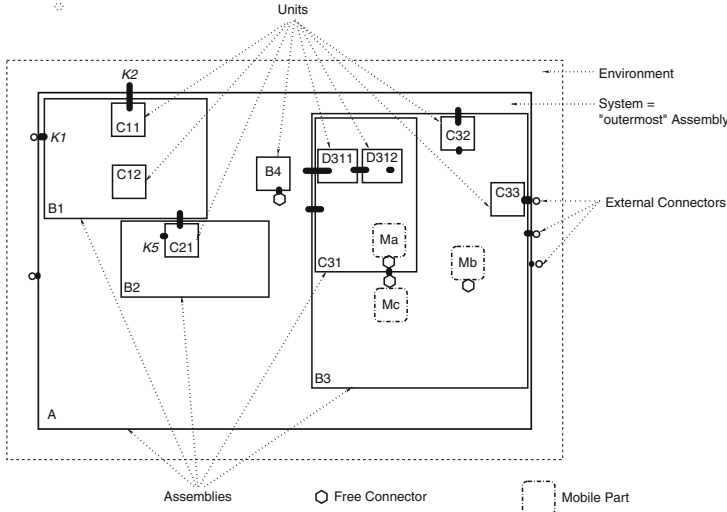 Units
Environment
K2
System =
"outermost" Assembly
K1
C11
C32
D311
D312
B4
C12
C33
B1
External Connectors
K5
C21
Ma
Mb
C31
B2
Mc
B3
A
Assemblies
Free Connector
Mobile Part